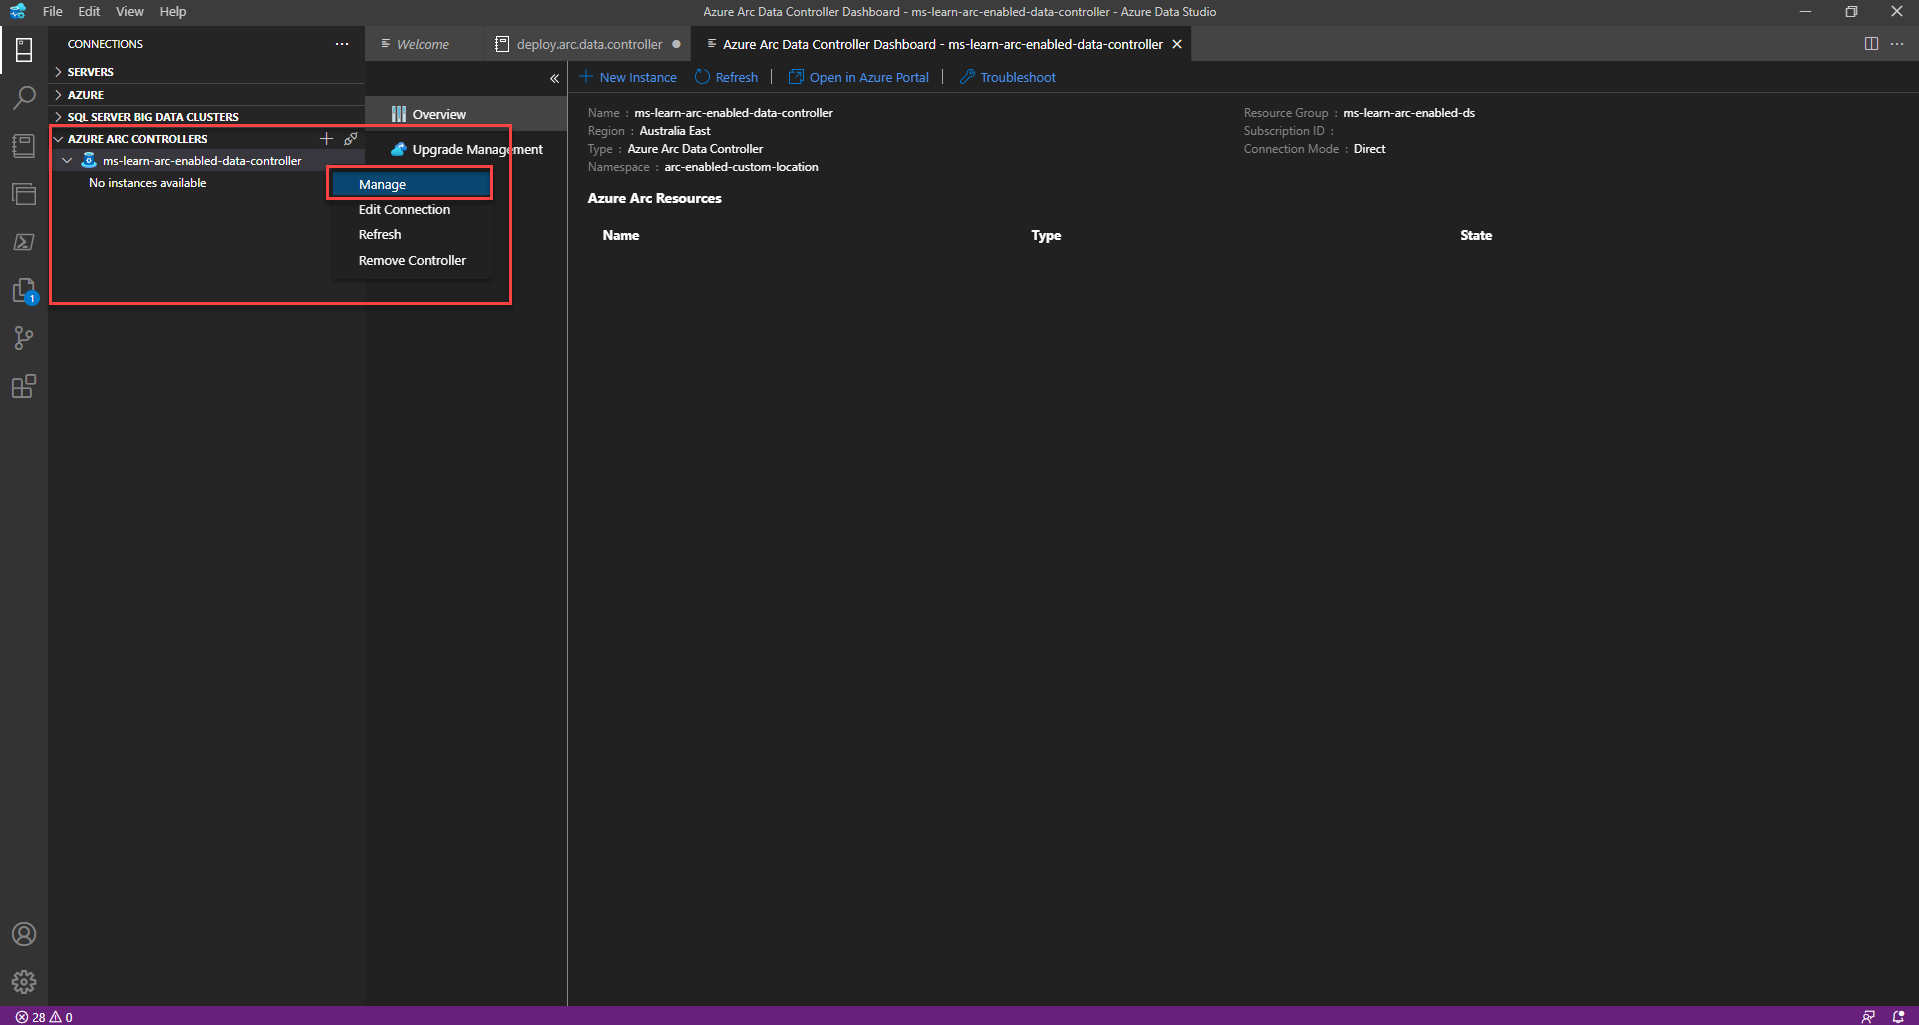 File Edit View Help
Azure Arc Data Controller Dashboard - ms-learn-arc-enabled-data-controller - Azure Data Studio
CONNECTIONS
Welcome
deploy.arc.data.controller
Azure Arc Data Controller Dashboard - ms-learn-arc-enabled-data-controller
SERVERS
AZURE
SQL SERVER BIG DATA CLUSTERS
AZURE ARC CONTROLLERS
ms-learn-arc-enabled-data-controller
No instances available
Overview
Upgrade Management
Manage
Edit Connection
Refresh
Remove Controller
New Instance Refresh Open in Azure Portal Troubleshoot
Name : ms-learn-arc-enabled-data-controller
Region : Australia East
Type : Azure Arc Data Controller
Namespace : arc-enabled-custom-location
Resource Group : ms-learn-arc-enabled-ds
Subscription ID :
Connection Mode : Direct
Azure Arc Resources
Name Type State
1
28 0